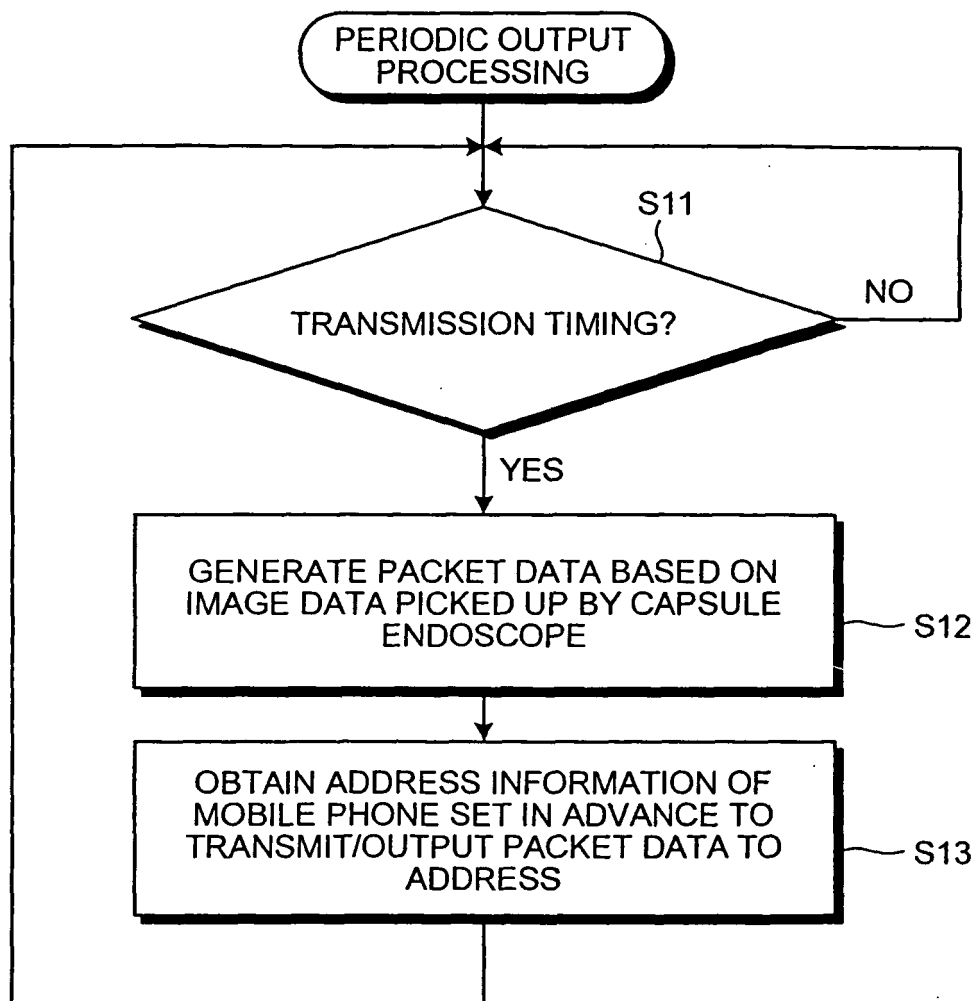 PERIODIC OUTPUT
PROCESSING
S11
NO
TRANSMISSION TIMING?
YES
GENERATE PACKET DATA BASED ON
IMAGE DATA PICKED UP BY CAPSULE
ENDOSCOPE
S12
OBTAIN ADDRESS INFORMATION OF
MOBILE PHONE SET IN ADVANCE TO
TRANSMIT/OUTPUT PACKET DATA TO
ADDRESS
S13